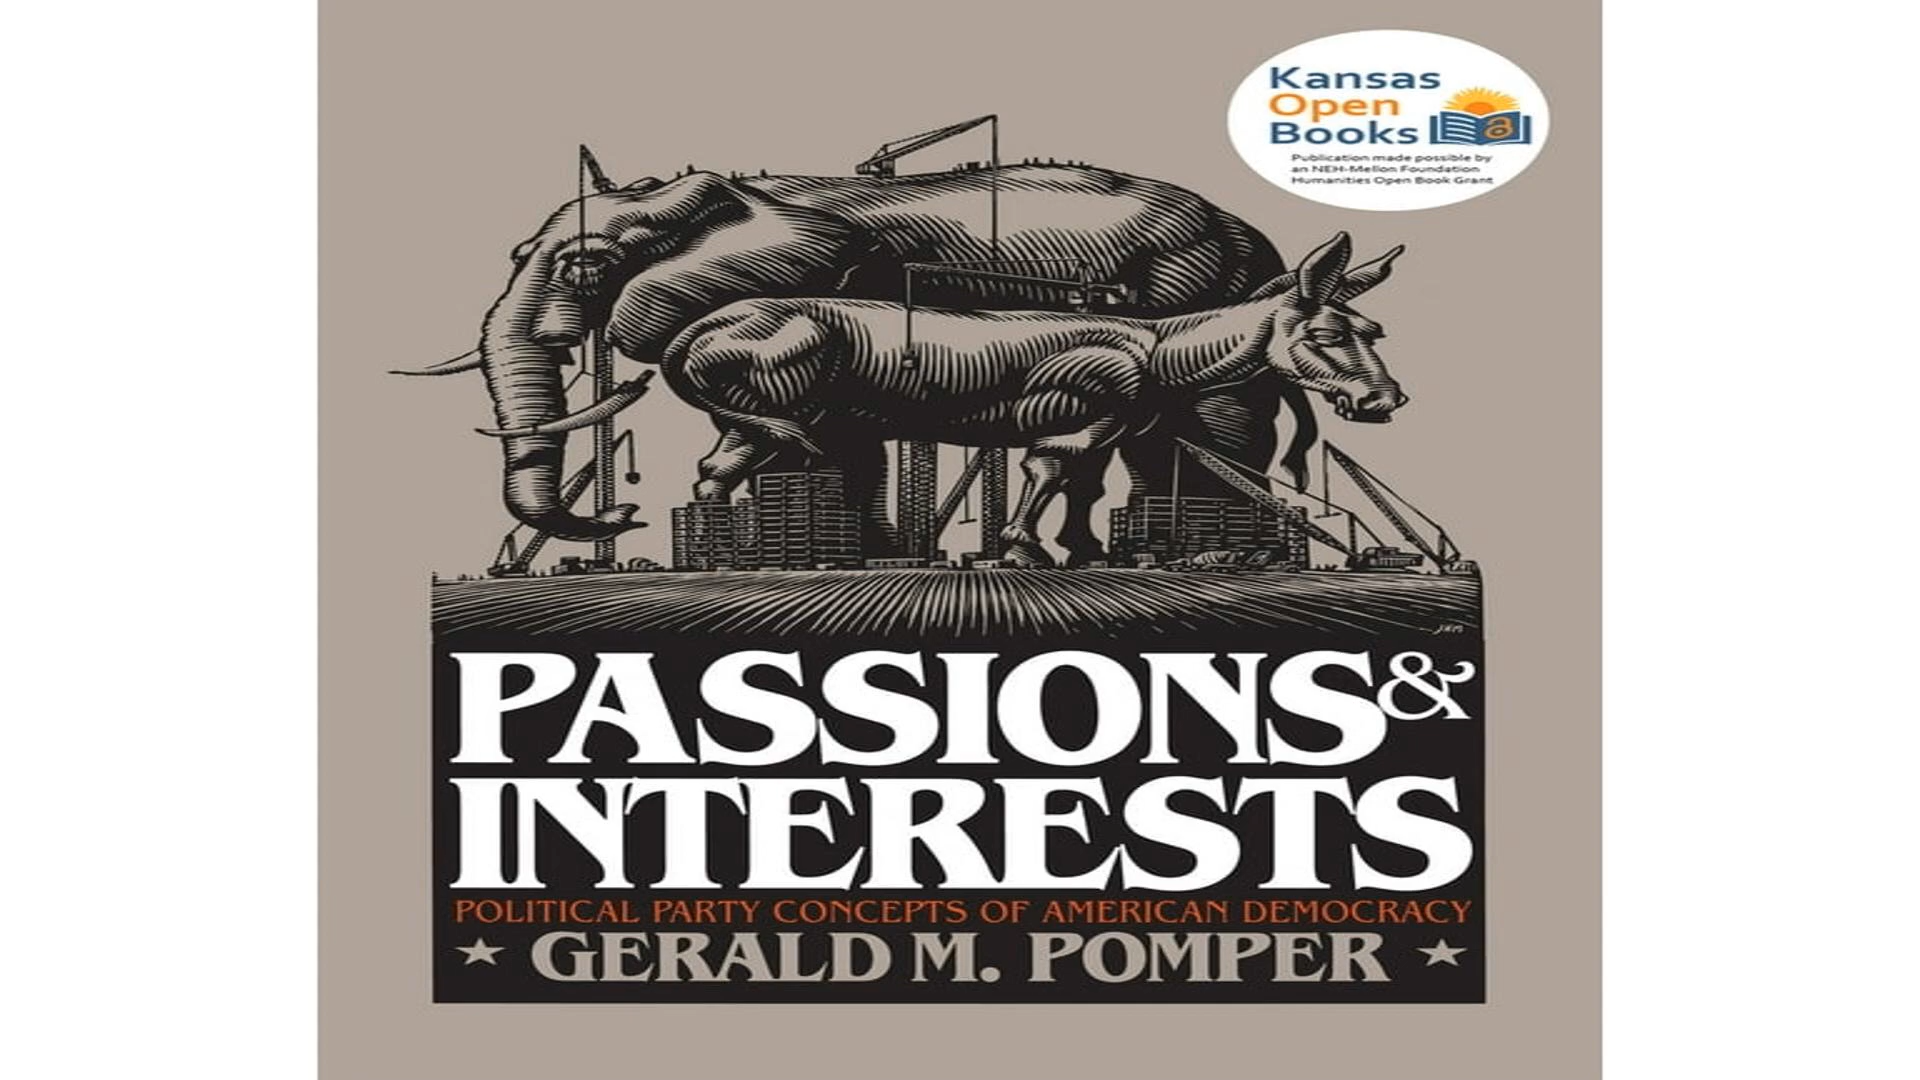 Kansas
Open
Books
Publication made possible by
an NEH-Mellon Foundation
Humanities Open Book Grant
PASSIONS &
INTERESTS
POLITICAL PARTY CONCEPTS OF AMERICAN DEMOCRACY
GERALD M. POMPER